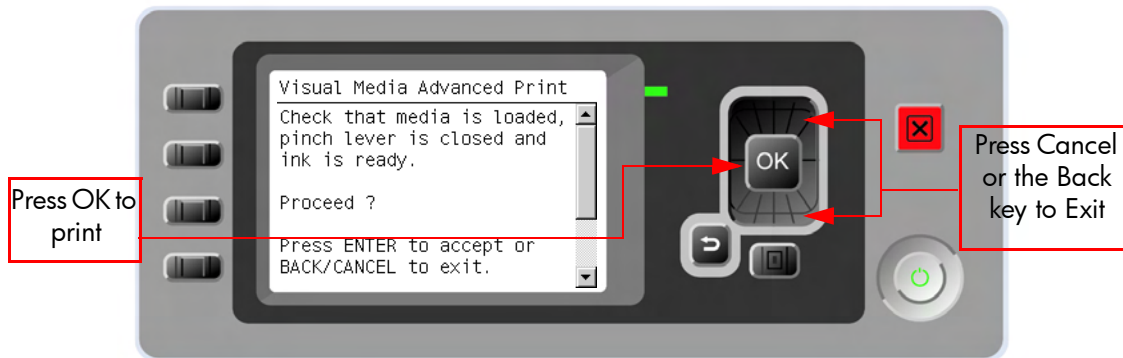 Visual Media Advanced Print
Check that media is loaded,
pinch lever is closed and
ink is ready.
Proceed ?
Press ENTER to accept or
BACK/CANCEL to exit.
OK
Press OK to
print
Press Cancel
or the Back
key to Exit